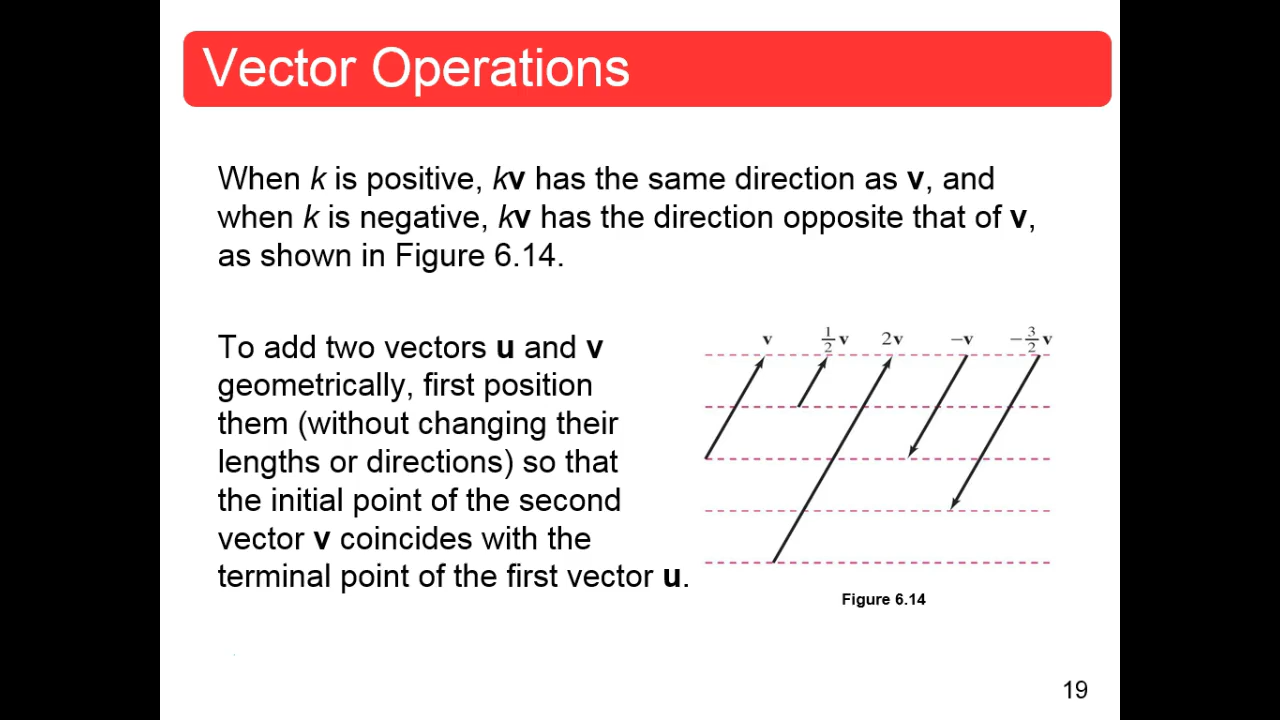 Vector Operations
When k is positive, kv has the same direction as v, and
when k is negative, kv has the direction opposite that of v,
as shown in Figure 6.14.
To add two vectors u and v
geometrically, first position
them (without changing their
lengths or directions) so that
the initial point of the second
vector v coincides with the
terminal point of the first vector u.
v ½v 2v −v −3/2v
Figure 6.14
19